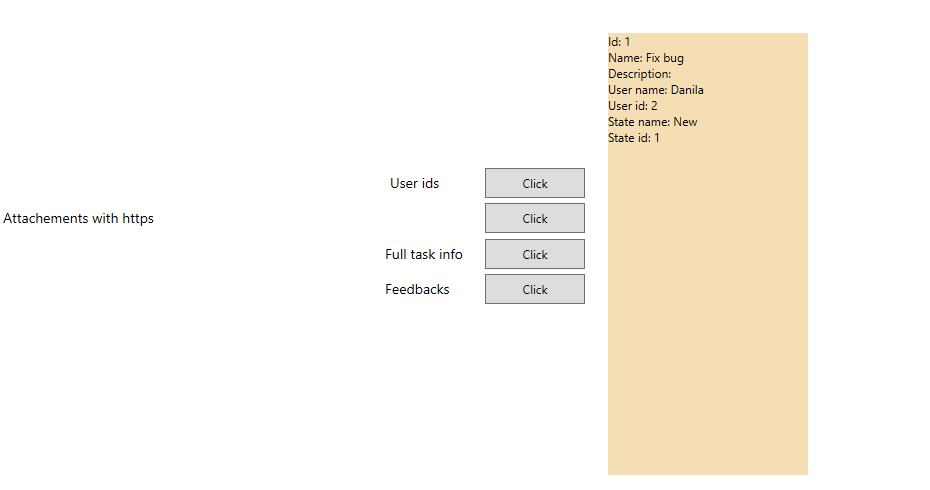 Id: 1
Name: Fix bug
Description:
User name: Danila
User id: 2
State name: New
State id: 1
User ids Click
Attachements with https Click
Full task info Click
Feedbacks Click